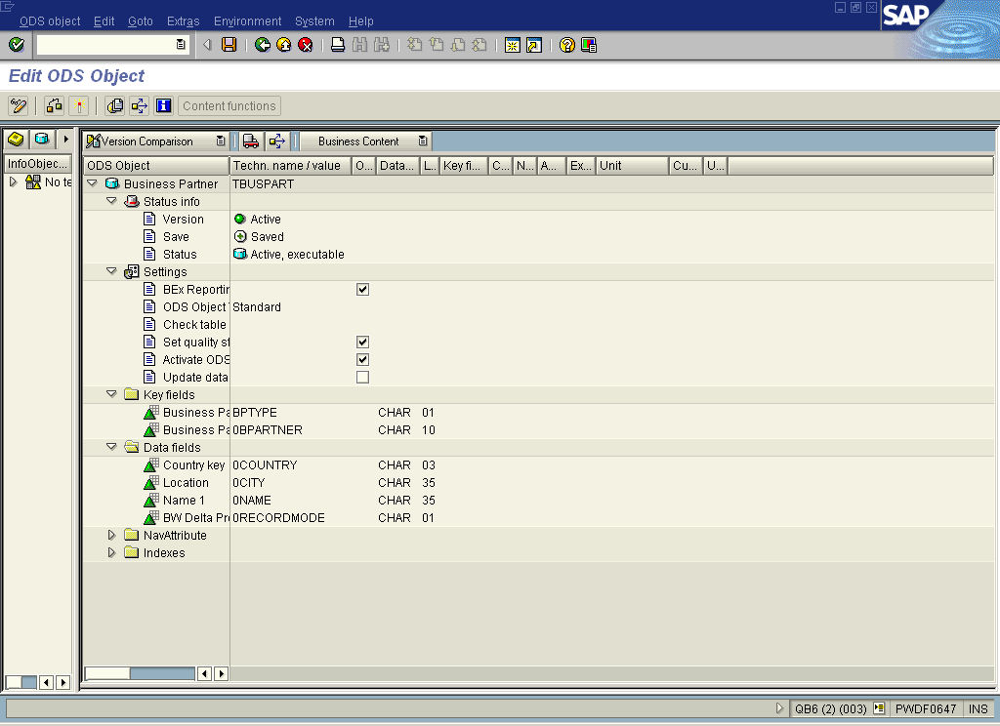 ODS object Edit Goto Extras Environment System Help
SAP
Edit ODS Object
Content functions
Version Comparison Business Content
InfoObjec...
No te
ODS Object Techn. name / value O... Data... L.. Key fi... C... N... A... Ex... Unit Cu... U...
Business Partner TBUSPART
Status info
Version Active
Save Saved
Status Active, executable
Settings
BEx Reportin
ODS Object Standard
Check table
Set quality st
Activate ODS
Update data
Key fields
Business Pa BPTYPE CHAR 01
Business Pa 0BPARTNER CHAR 10
Data fields
Country key 0COUNTRY CHAR 03
Location 0CITY CHAR 35
Name 1 0NAME CHAR 35
BW Delta Pro 0RECORDMODE CHAR 01
NavAttribute
Indexes
QB6 (2) (003) PWDF0647 INS